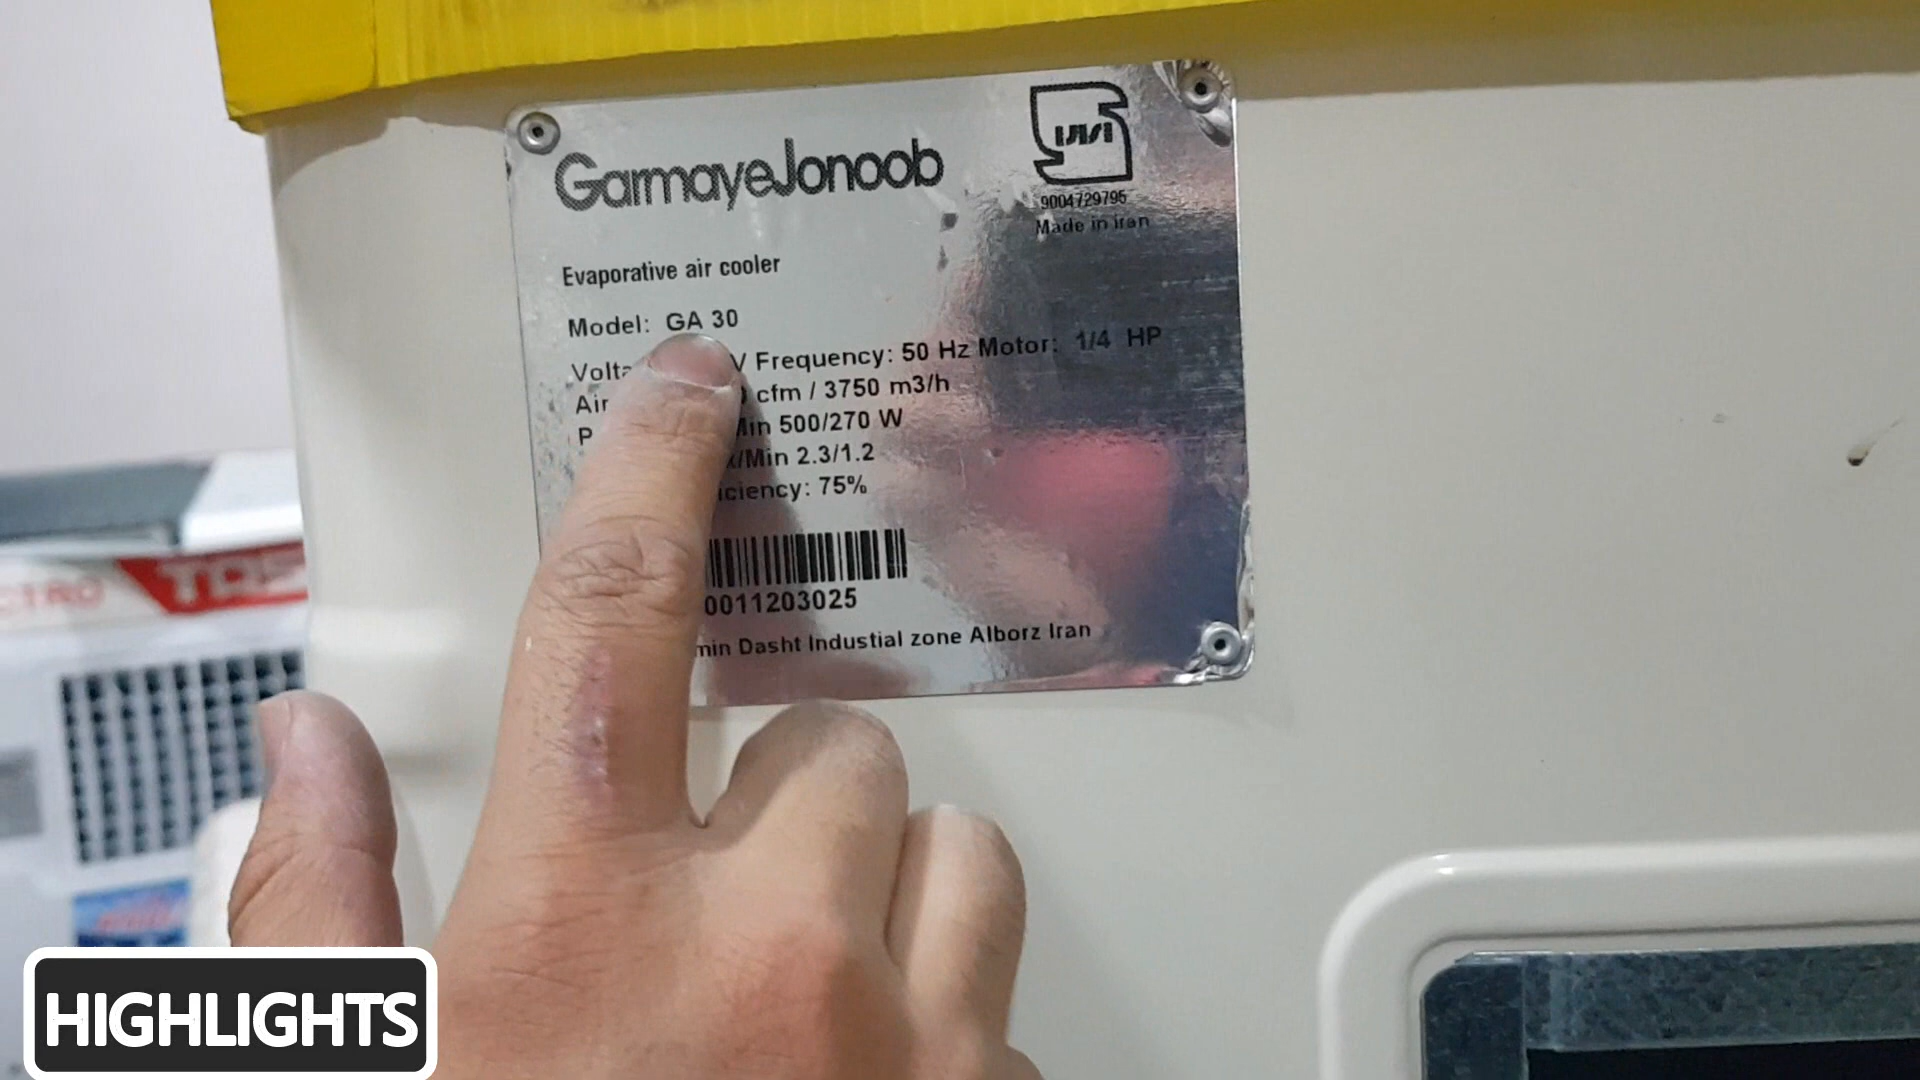 GarmayeJonoob
9004729795
Made in Iran
Evaporative air cooler
Model: GA 30
V Frequency: 50 Hz Motor: 1/4 HP
Air cfm / 3750 m3/h
Min 500/270 W
/Min 2.3/1.2
iciency: 75%
0011203025
min Dasht Industial zone Alborz Iran
HIGHLIGHTS